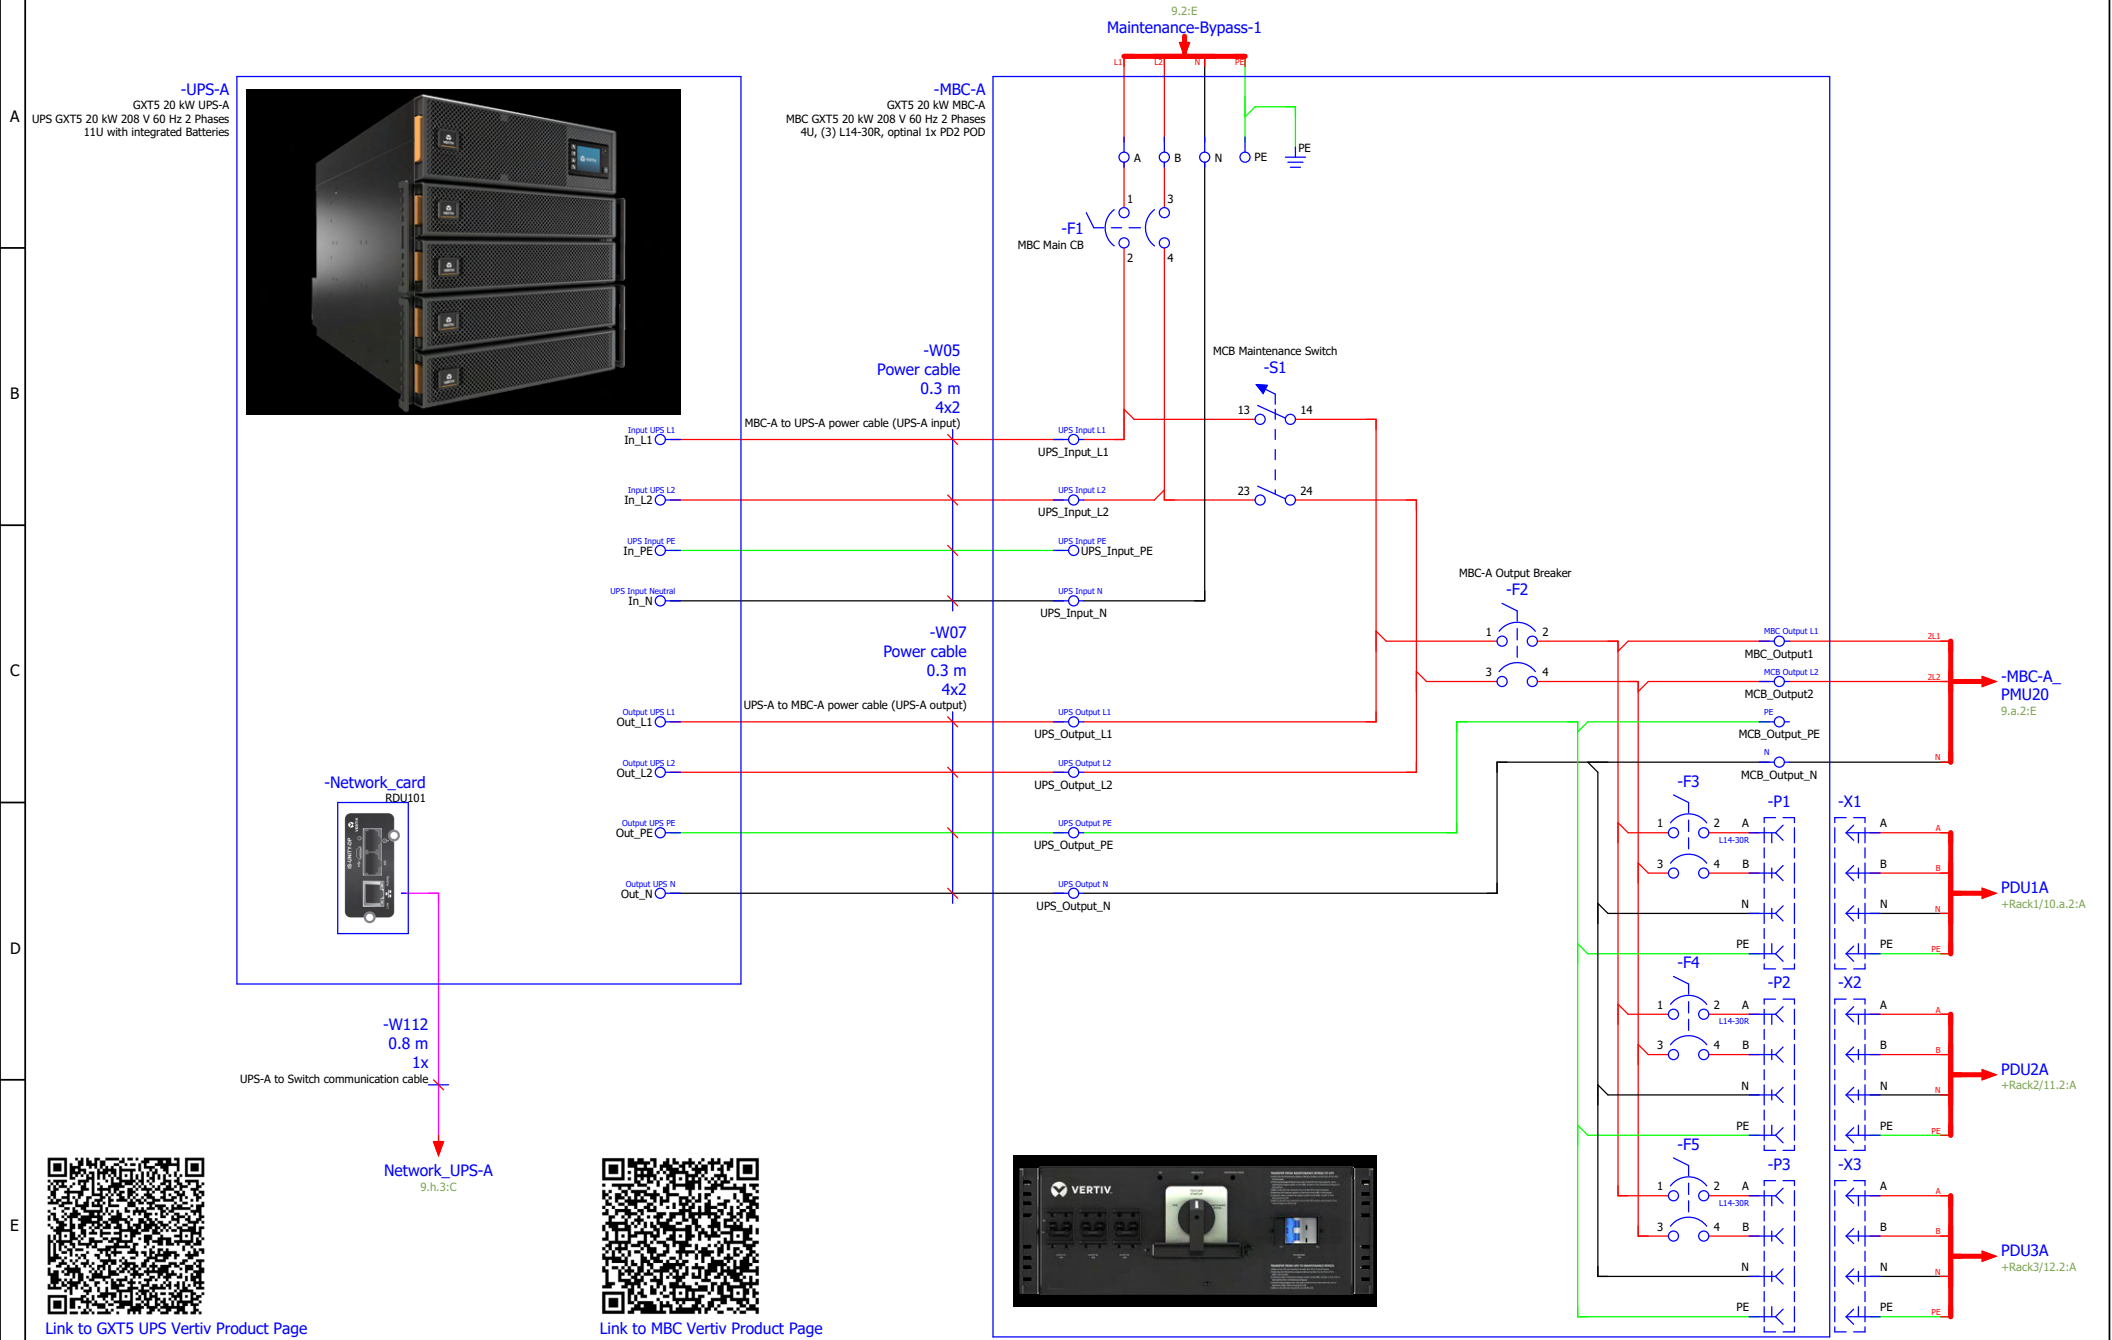 9.2:E
Maintenance-Bypass-1
L1 L2 N PE
A
-UPS-A
GXT5 20 kW UPS-A
UPS GXT5 20 kW 208 V 60 Hz 2 Phases
11U with integrated Batteries
-MBC-A
GXT5 20 kW MBC-A
MBC GXT5 20 kW 208 V 60 Hz 2 Phases
4U, (3) L14-30R, optinal 1x PD2 POD
A B N PE PE
1 3
-F1
MBC Main CB
2 4
B
-W05
Power cable
0.3 m
4x2
MBC-A to UPS-A power cable (UPS-A input)
MCB Maintenance Switch
-S1
13 14
23 24
Input UPS L1
In_L1
UPS Input L1
UPS_Input_L1
Input UPS L2
In_L2
UPS Input L2
UPS_Input_L2
UPS Input PE
In_PE
UPS Input PE
UPS_Input_PE
UPS Input Neutral
In_N
UPS Input N
UPS_Input_N
C
-W07
Power cable
0.3 m
4x2
UPS-A to MBC-A power cable (UPS-A output)
MBC-A Output Breaker
-F2
1 2
3 4
MBC Output L1
MBC_Output1
2L1
MCB Output L2
MCB_Output2
2L2
PE
MCB_Output_PE
N
MCB_Output_N
N
-MBC-A_
PMU20
9.a.2:E
Output UPS L1
Out_L1
UPS Output L1
UPS_Output_L1
Output UPS L2
Out_L2
UPS Output L2
UPS_Output_L2
Output UPS PE
Out_PE
UPS Output PE
UPS_Output_PE
Output UPS N
Out_N
UPS Output N
UPS_Output_N
-Network_card
RDU101
VERTIV
IS-UNITY-DP
D
-F3
-P1 -X1
1 2 A A A
L14-30R
3 4 B B B
N N N
PE PE PE
PDU1A
+Rack1/10.a.2:A
-F4
-P2 -X2
1 2 A A A
L14-30R
3 4 B B B
N N N
PE PE PE
PDU2A
+Rack2/11.2:A
-W112
0.8 m
1x
UPS-A to Switch communication cable
Network_UPS-A
9.h.3:C
E
-F5
-P3 -X3
1 2 A A A
L14-30R
3 4 B B B
N N N
PE PE PE
PDU3A
+Rack3/12.2:A
VERTIV
Link to GXT5 UPS Vertiv Product Page
Link to MBC Vertiv Product Page